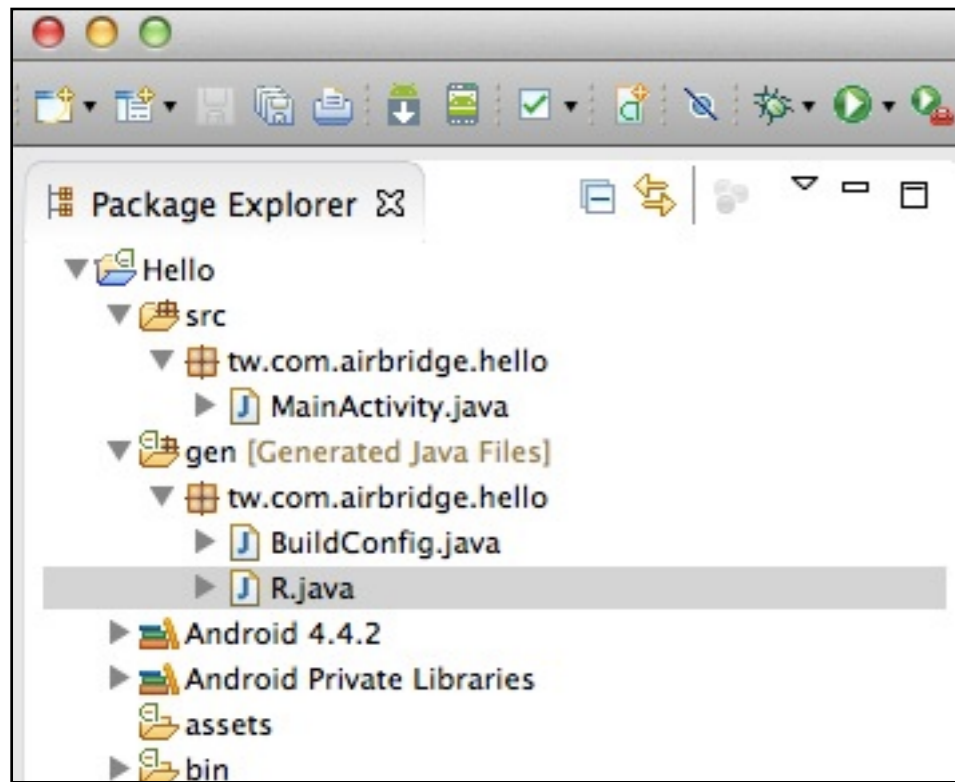 Package Explorer
Hello
src
tw.com.airbridge.hello
MainActivity.java
gen [Generated Java Files]
tw.com.airbridge.hello
BuildConfig.java
R.java
Android 4.4.2
Android Private Libraries
assets
bin